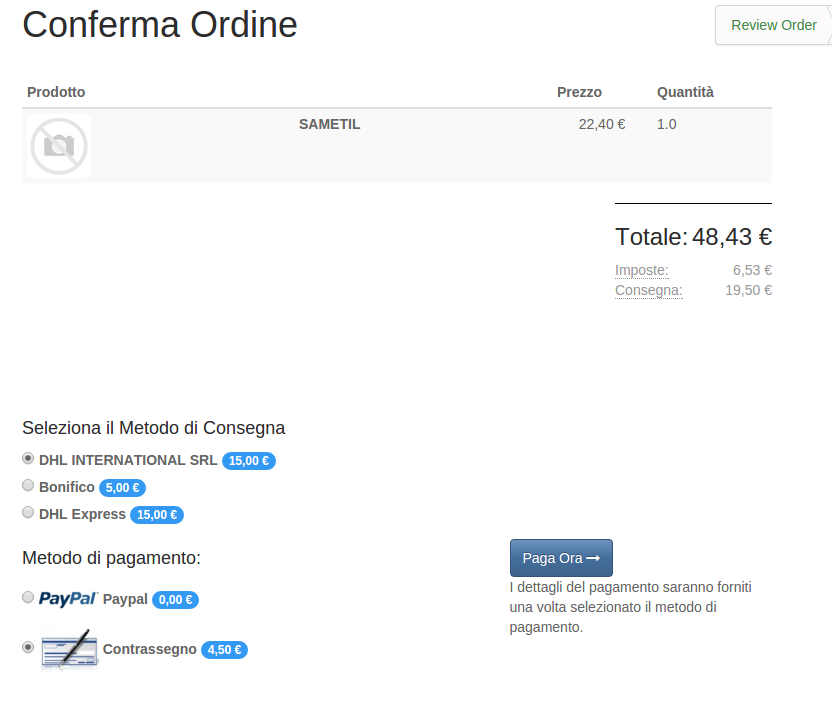 Conferma Ordine
Review Order
Prodotto Prezzo Quantità
SAMETIL 22,40 € 1.0
Totale: 48,43 €
Imposte: 6,53 €
Consegna: 19,50 €
Seleziona il Metodo di Consegna
DHL INTERNATIONAL SRL 15,00 €
Bonifico 5,00 €
DHL Express 15,00 €
Metodo di pagamento:
PayPal Paypal 0,00 €
Contrassegno 4,50 €
Paga Ora →
I dettagli del pagamento saranno forniti
una volta selezionato il metodo di
pagamento.